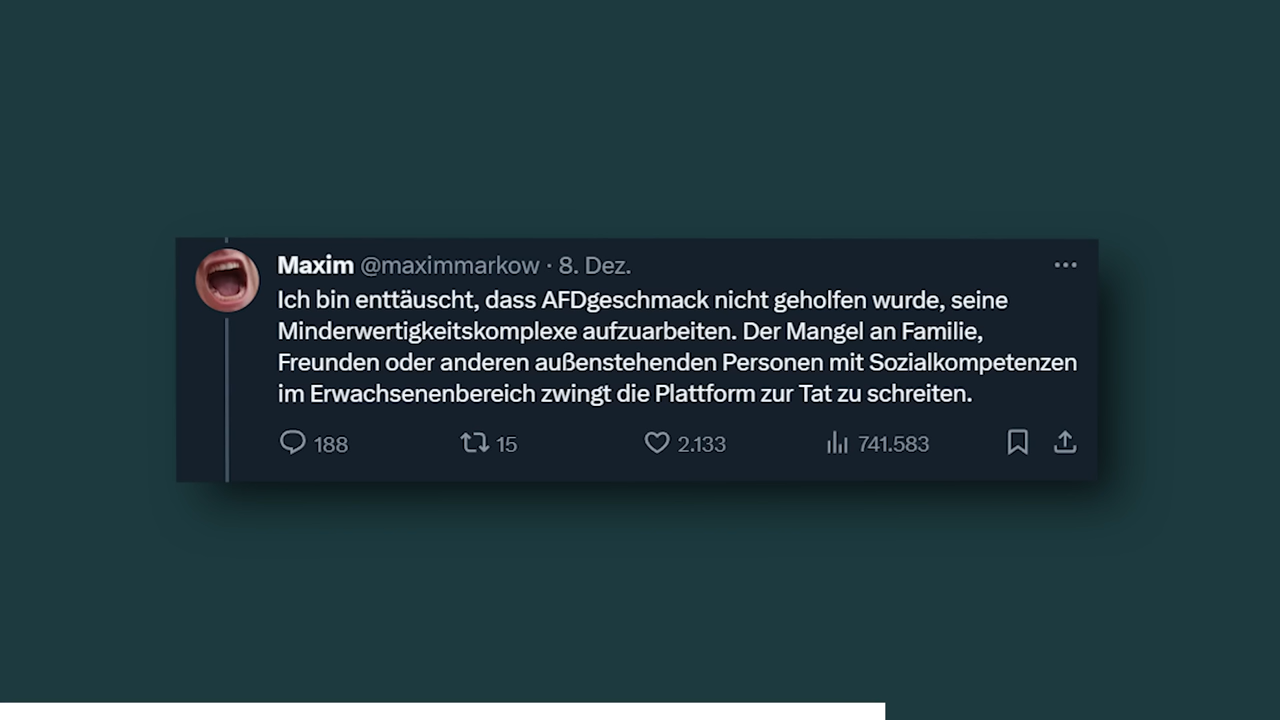 Maxim @maximmarkow · 8. Dez.
Ich bin enttäuscht, dass AFDgeschmack nicht geholfen wurde, seine
Minderwertigkeitskomplexe aufzuarbeiten. Der Mangel an Familie,
Freunden oder anderen außenstehenden Personen mit Sozialkompetenzen
im Erwachsenenbereich zwingt die Plattform zur Tat zu schreiten.
188 15 2.133 741.583